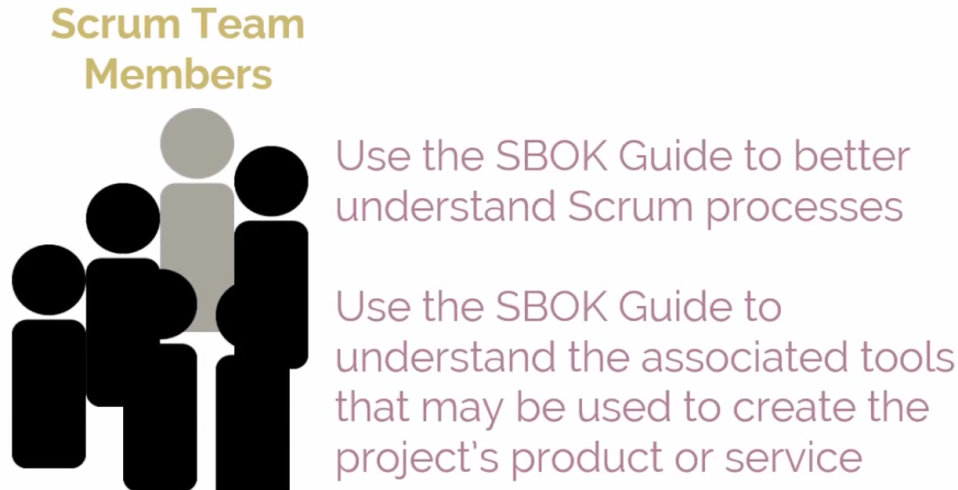 Scrum Team
Members
Use the SBOK Guide to better
understand Scrum processes
Use the SBOK Guide to
understand the associated tools
that may be used to create the
project's product or service